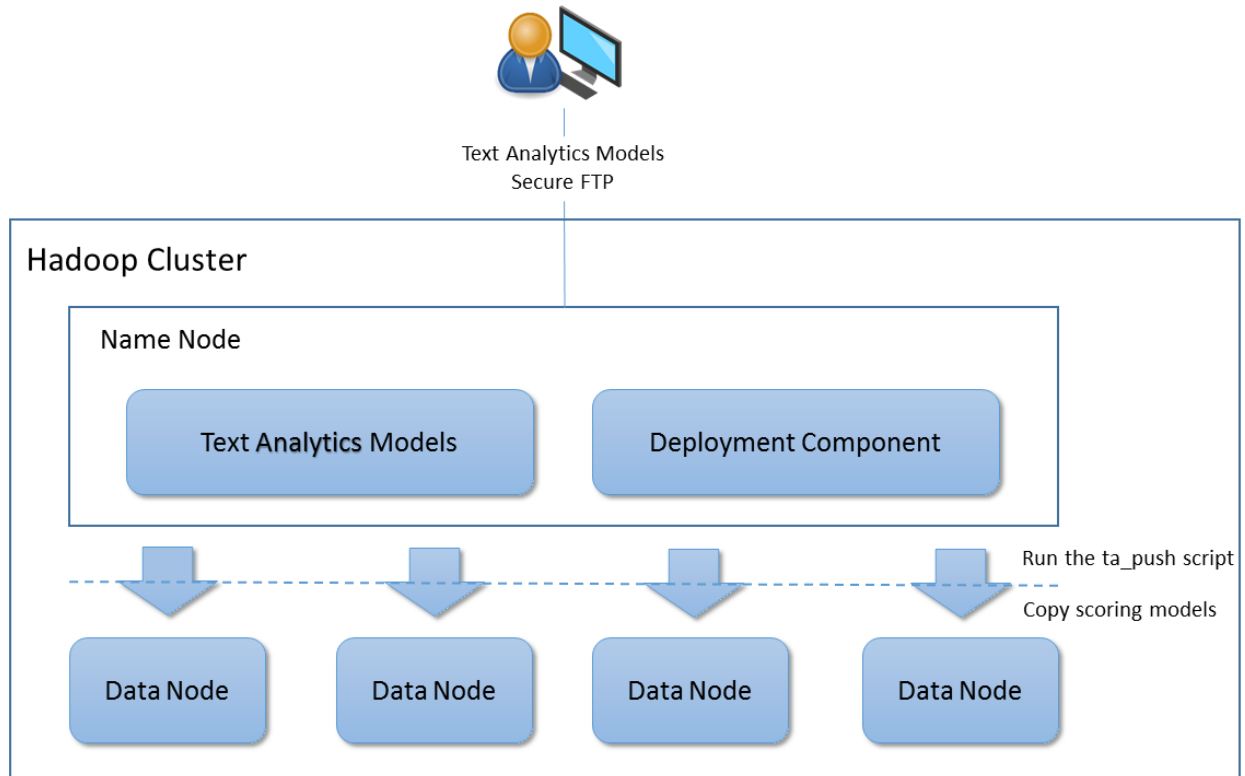 Text Analytics Models
Secure FTP
Hadoop Cluster
Name Node
Text Analytics Models
Deployment Component
Run the ta_push script
Copy scoring models
Data Node
Data Node
Data Node
Data Node